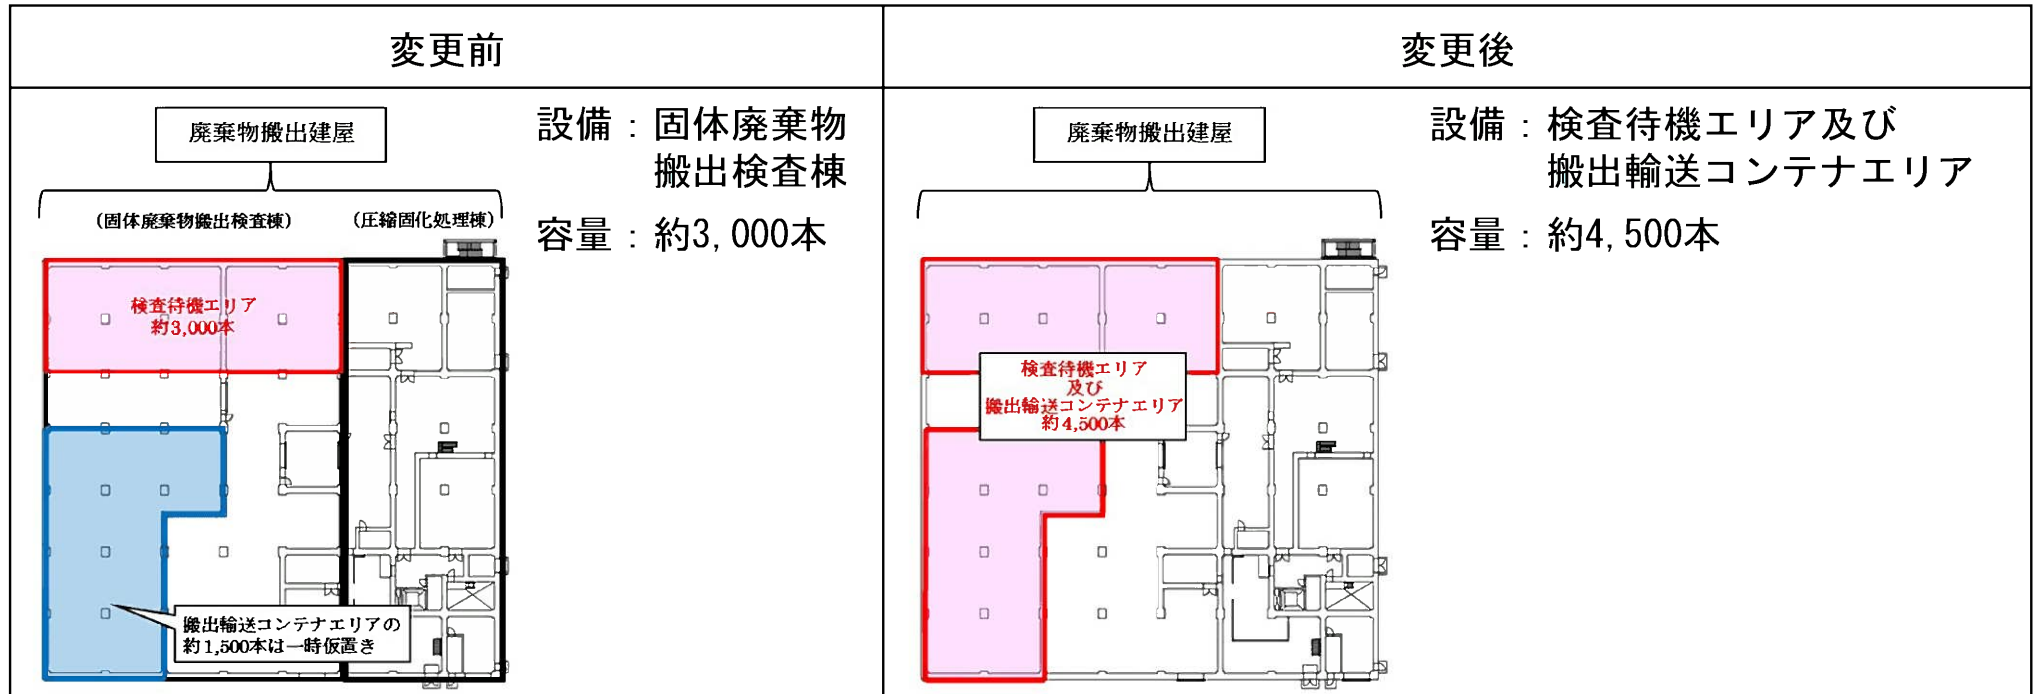 変更前
変更後
廃棄物搬出建屋
(固体廃棄物搬出検査棟)
(圧縮固化処理棟)
設備：固体廃棄物
搬出検査棟
容量：約3,000本
検査待機エリア
約3,000本
搬出輸送コンテナエリアの
約1,500本は一時仮置き
廃棄物搬出建屋
設備：検査待機エリア及び
搬出輸送コンテナエリア
容量：約4,500本
検査待機エリア
及び
搬出輸送コンテナエリア
約4,500本